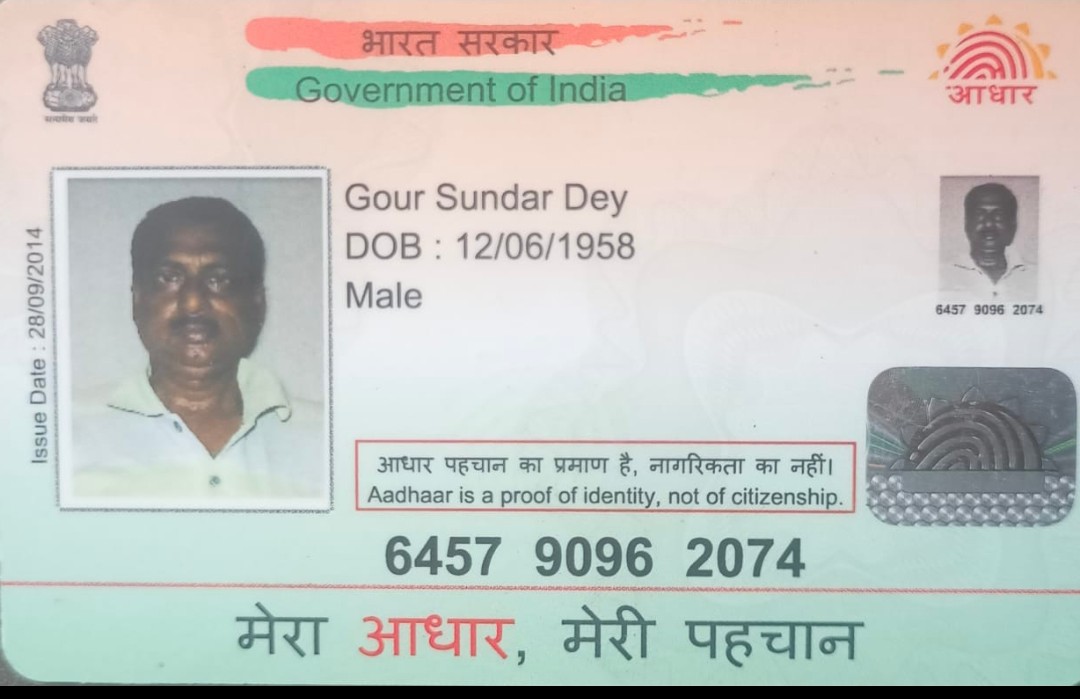 भारत सरकार
Government of India
आधार
सत्यमेव जयते
Issue Date : 28/09/2014
Gour Sundar Dey
DOB : 12/06/1958
Male
6457 9096 2074
आधार पहचान का प्रमाण है, नागरिकता का नहीं।
Aadhaar is a proof of identity, not of citizenship.
6457 9096 2074
मेरा आधार, मेरी पहचान